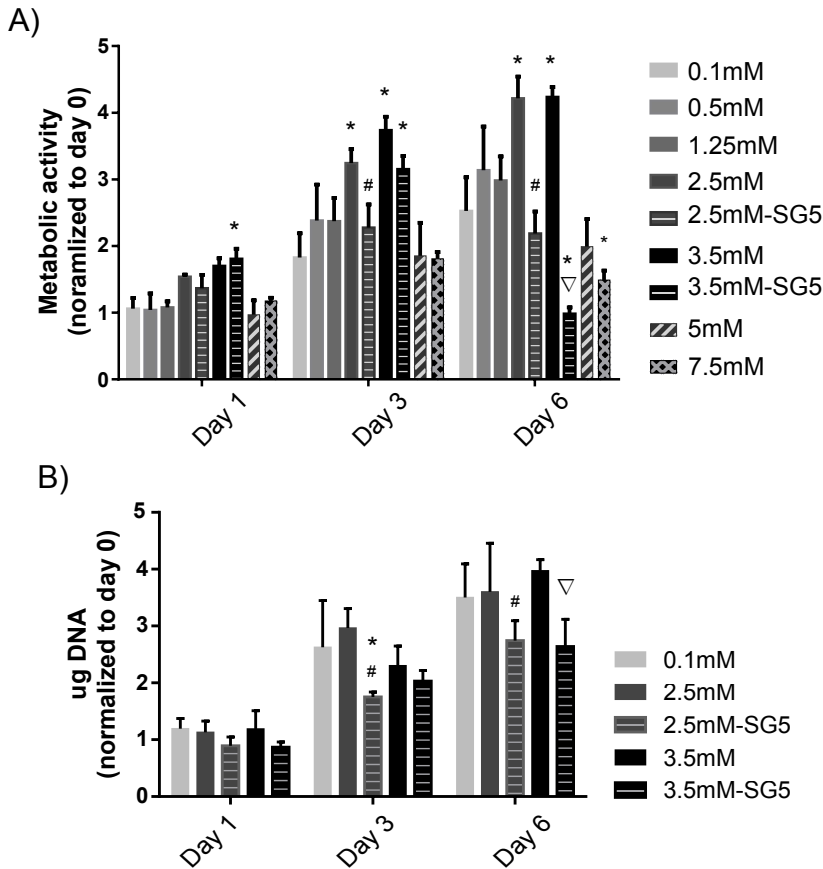 A)
Metabolic activity
(noramlized to day 0)
5
4
3
2
1
0
* * * # * * # * * ▽ *
Day 1
Day 3
Day 6
0.1mM
0.5mM
1.25mM
2.5mM
2.5mM-SG5
3.5mM
3.5mM-SG5
5mM
7.5mM
B)
ug DNA
(normalized to day 0)
5
4
3
2
1
0
*
#
#
▽
Day 1
Day 3
Day 6
0.1mM
2.5mM
2.5mM-SG5
3.5mM
3.5mM-SG5